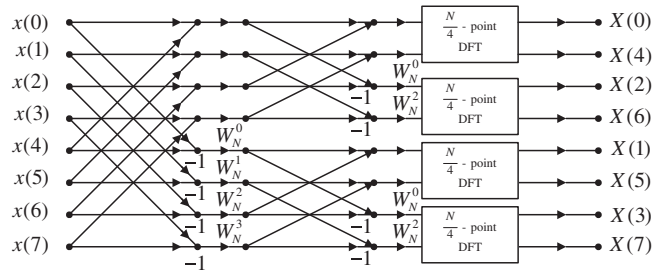 x(0) N/4 - point DFT X(0)
x(1) X(4)
x(2) W_N^0 N/4 - point DFT X(2)
x(3) -1 W_N^2 X(6)
x(4) W_N^0 -1 N/4 - point DFT X(1)
x(5) -1 W_N^1 X(5)
x(6) -1 W_N^2 W_N^0 N/4 - point DFT X(3)
x(7) -1 W_N^3 -1 W_N^2 X(7)
-1 -1